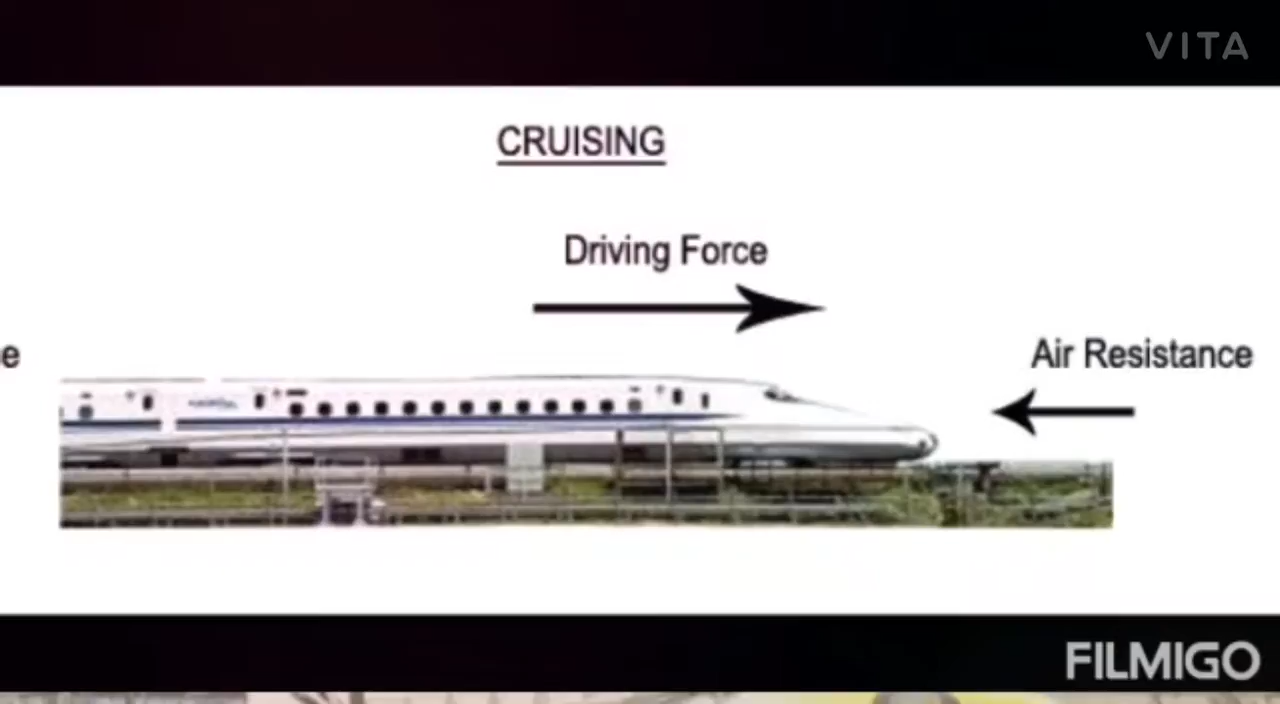 VITA
CRUISING
Driving Force
e
Air Resistance
FILMIGO